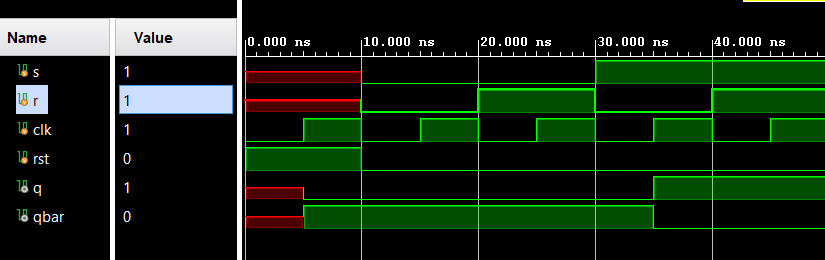 Name Value 0.000 ns 10.000 ns 20.000 ns 30.000 ns 40.000 ns
s 1
r 1
clk 1
rst 0
q 1
qbar 0